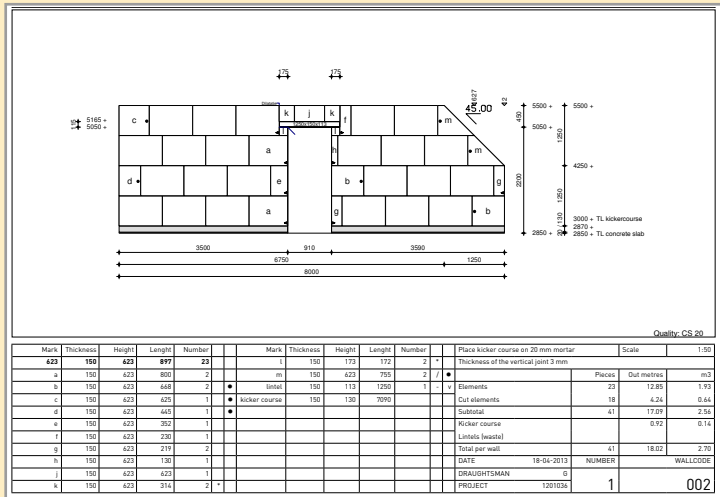 175 175
4627
2
45.00
c k j k f m
1250x150x113
115
5165 +
5050 +
450
5500 + 5500 +
5050 +
l l
a h m
1250
4250 +
d e b g
2200
1250
a g b
130
20
3000 + TL kickercourse
2870 +
2850 + 2850 + TL concrete slab
3500 910 3590
6750 1250
8000
Quality: CS 20
Mark Thickness Height Lenght Number Mark Thickness Height Lenght Number Place kicker course on 20 mm mortar Scale 1:50
623 150 623 897 23 l 150 173 172 2 * Thickness of the vertical joint 3 mm
a 150 623 800 2 m 150 623 755 2 / ● Pieces Out metres m3
b 150 623 668 2 ● lintel 150 113 1250 1 - v Elements 23 12.85 1.93
c 150 623 625 1 ● kicker course 150 130 7090 Cut elements 18 4.24 0.64
d 150 623 445 1 ● Subtotal 41 17.09 2.56
e 150 623 352 1 Kicker course 0.92 0.14
f 150 623 230 1 Lintels (waste)
g 150 623 219 2 Total per wall 41 18.02 2.70
h 150 623 130 1 DATE 18-04-2013 NUMBER WALLCODE
j 150 623 623 1 DRAUGHTSMAN G
k 150 623 314 2 * PROJECT 1201036 1 002